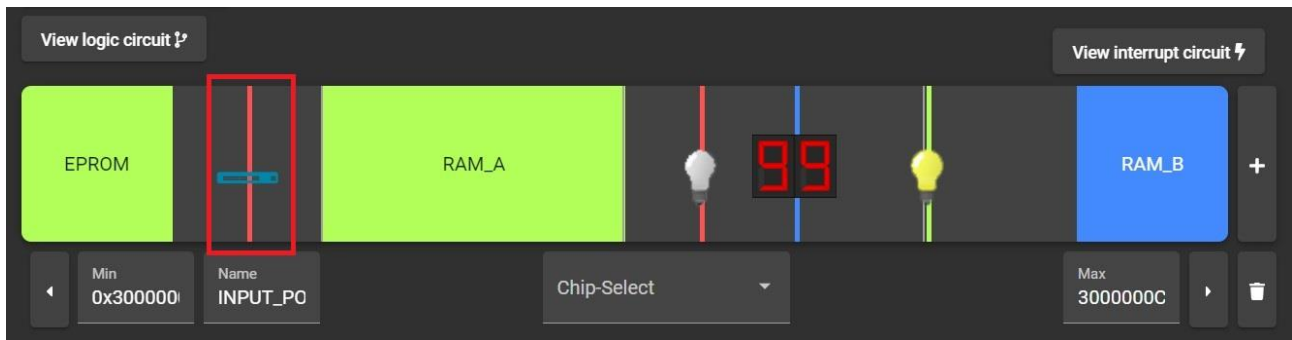 View logic circuit
View interrupt circuit
EPROM
RAM_A
99
RAM_B
+
Min
0x300000
Name
INPUT_PO
Chip-Select
Max
3000000C